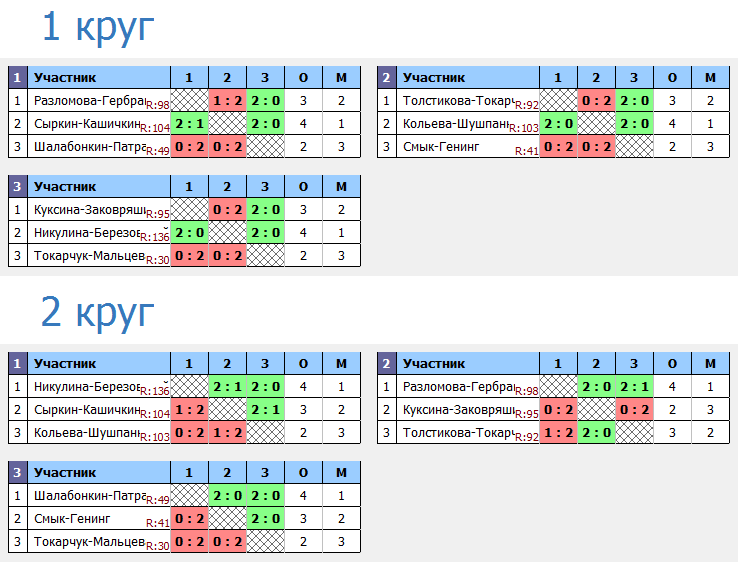 1 круг
1 Участник 1 2 3 О М
1 Разломова-Гербра R:98 1 : 2 2 : 0 3 2
2 Сыркин-Кашичкин R:104 2 : 1 2 : 0 4 1
3 Шалабонкин-Патра R:49 0 : 2 0 : 2 2 3
2 Участник 1 2 3 О М
1 Толстикова-Токарч R:92 0 : 2 2 : 0 3 2
2 Кольева-Шушпан R:103 2 : 0 2 : 0 4 1
3 Смык-Генинг R:41 0 : 2 0 : 2 2 3
3 Участник 1 2 3 О М
1 Куксина-Заковряши R:95 0 : 2 2 : 0 3 2
2 Никулина-Березов R:136 2 : 0 2 : 0 4 1
3 Токарчук-Мальцев R:30 0 : 2 0 : 2 2 3
2 круг
1 Участник 1 2 3 О М
1 Никулина-Березов R:136 2 : 1 2 : 0 4 1
2 Сыркин-Кашичкин R:104 1 : 2 2 : 1 3 2
3 Кольева-Шушпан R:103 0 : 2 1 : 2 2 3
2 Участник 1 2 3 О М
1 Разломова-Гербра R:98 2 : 0 2 : 1 4 1
2 Куксина-Заковряши R:95 0 : 2 0 : 2 2 3
3 Толстикова-Токарч R:92 1 : 2 2 : 0 3 2
3 Участник 1 2 3 О М
1 Шалабонкин-Патра R:49 2 : 0 2 : 0 4 1
2 Смык-Генинг R:41 0 : 2 2 : 0 3 2
3 Токарчук-Мальцев R:30 0 : 2 0 : 2 2 3